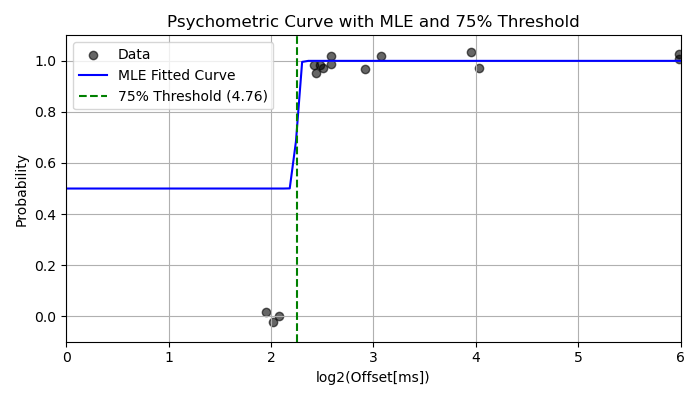 Psychometric Curve with MLE and 75% Threshold
Data
MLE Fitted Curve
75% Threshold (4.76)
Probability
1.0
0.8
0.6
0.4
0.2
0.0
0 1 2 3 4 5 6
log2(Offset[ms])